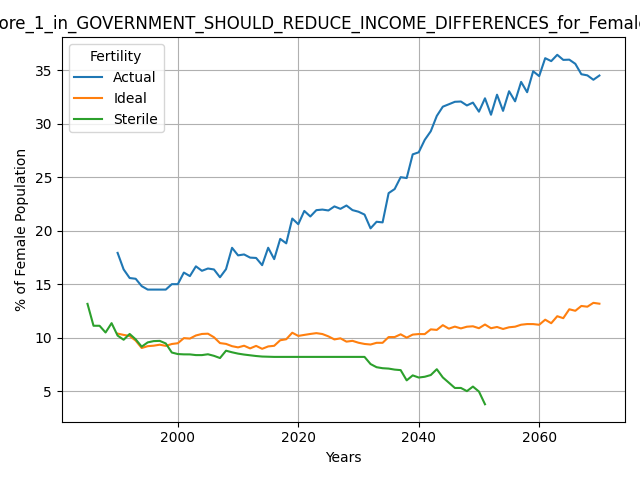 ore_1_in_GOVERNMENT_SHOULD_REDUCE_INCOME_DIFFERENCES_for_Female
Fertility
Actual
Ideal
Sterile
% of Female Population
35
30
25
20
15
10
5
2000 2020 2040 2060
Years